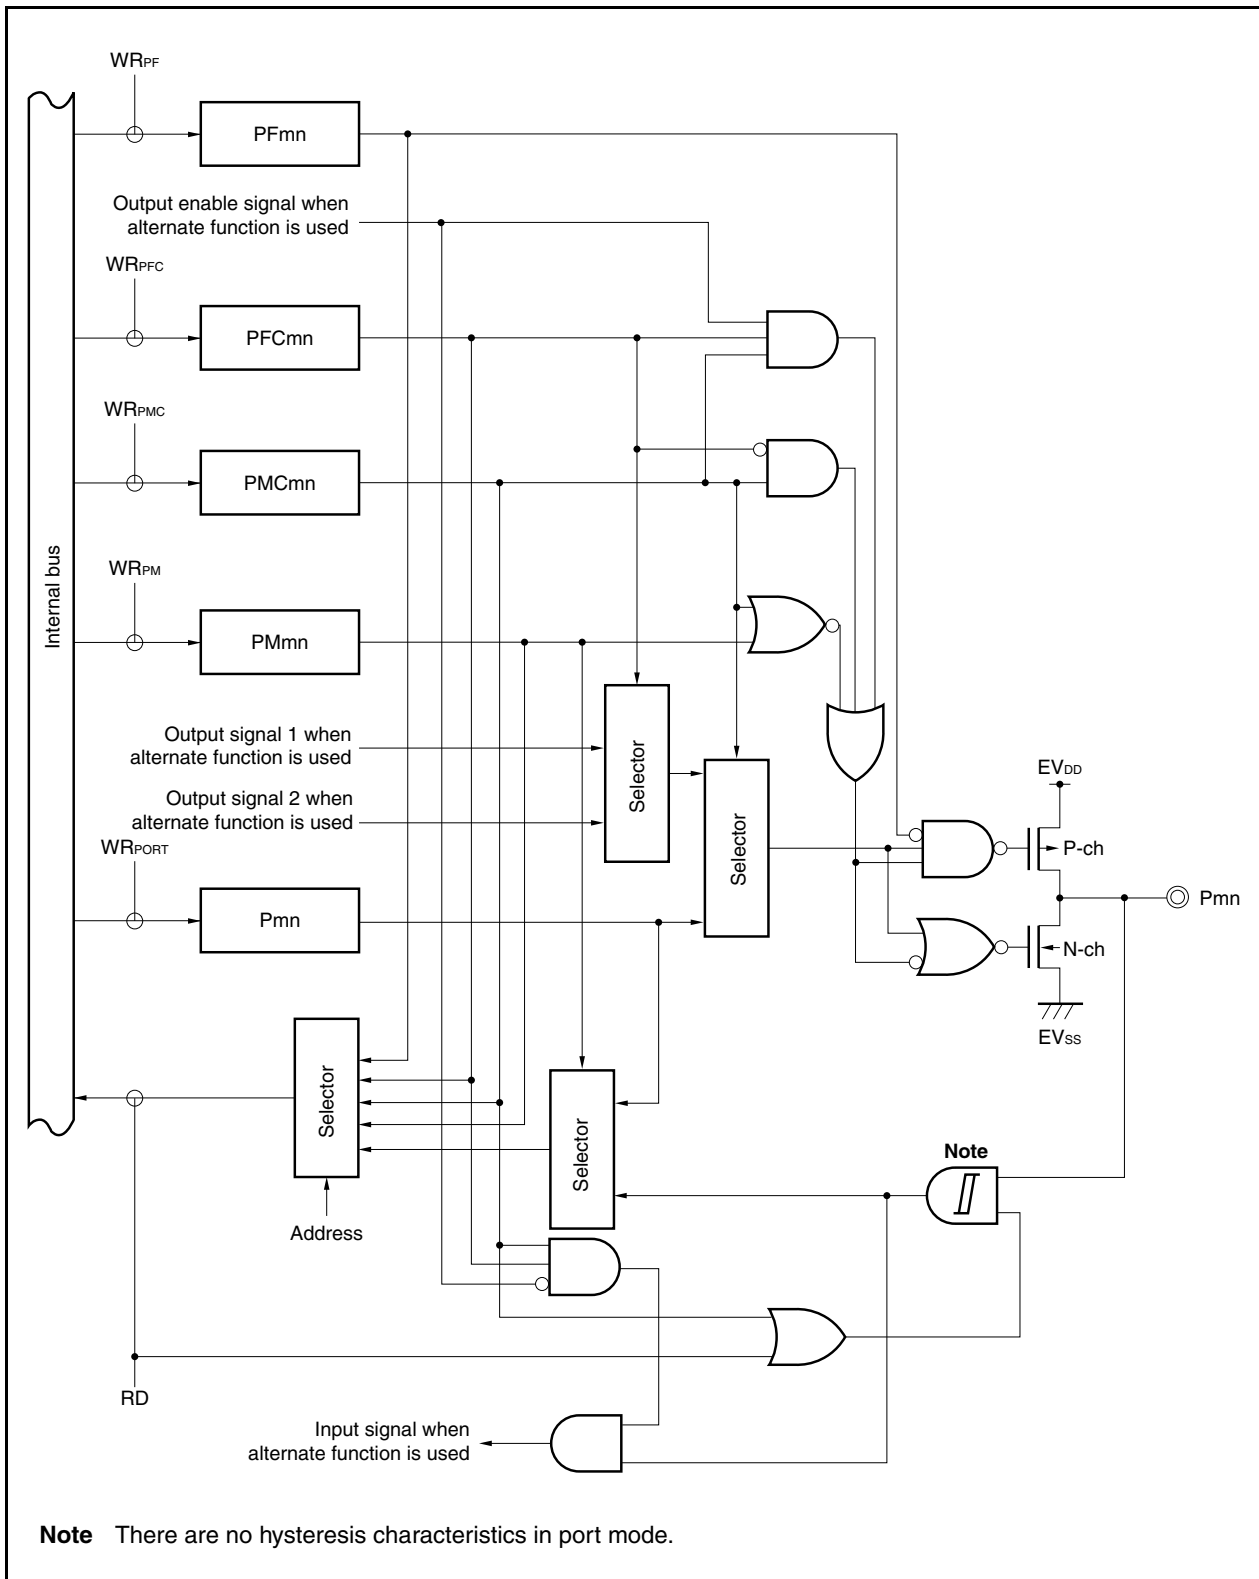 WRPF
PFmn
Output enable signal when
alternate function is used
WRPFC
PFCmn
WRPMC
PMCmn
Internal bus
WRPM
PMmn
Output signal 1 when
alternate function is used
Selector
Output signal 2 when
alternate function is used
Selector
EVDD
P-ch
WRPORT
Pmn
Pmn
N-ch
EVSS
Selector
Selector
Note
Address
RD
Input signal when
alternate function is used
Note There are no hysteresis characteristics in port mode.